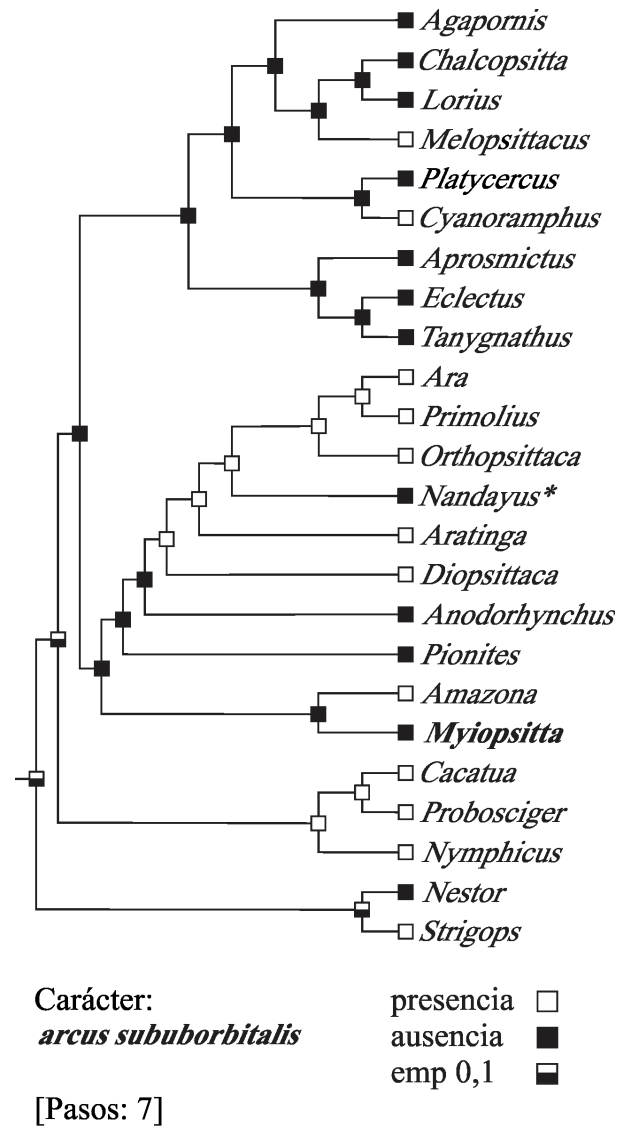 Agapornis
Chalcopsitta
Lorius
Melopsittacus
Platycercus
Cyanoramphus
Aprosmictus
Eclectus
Tanygnathus
Ara
Primolius
Orthopsittaca
Nandayus*
Aratinga
Diopsittaca
Anodorhynchus
Pionites
Amazona
Myiopsitta
Cacatua
Probosciger
Nymphicus
Nestor
Strigops
Carácter:
arcus sububorbitalis
[Pasos: 7]
presencia
ausencia
emp 0,1